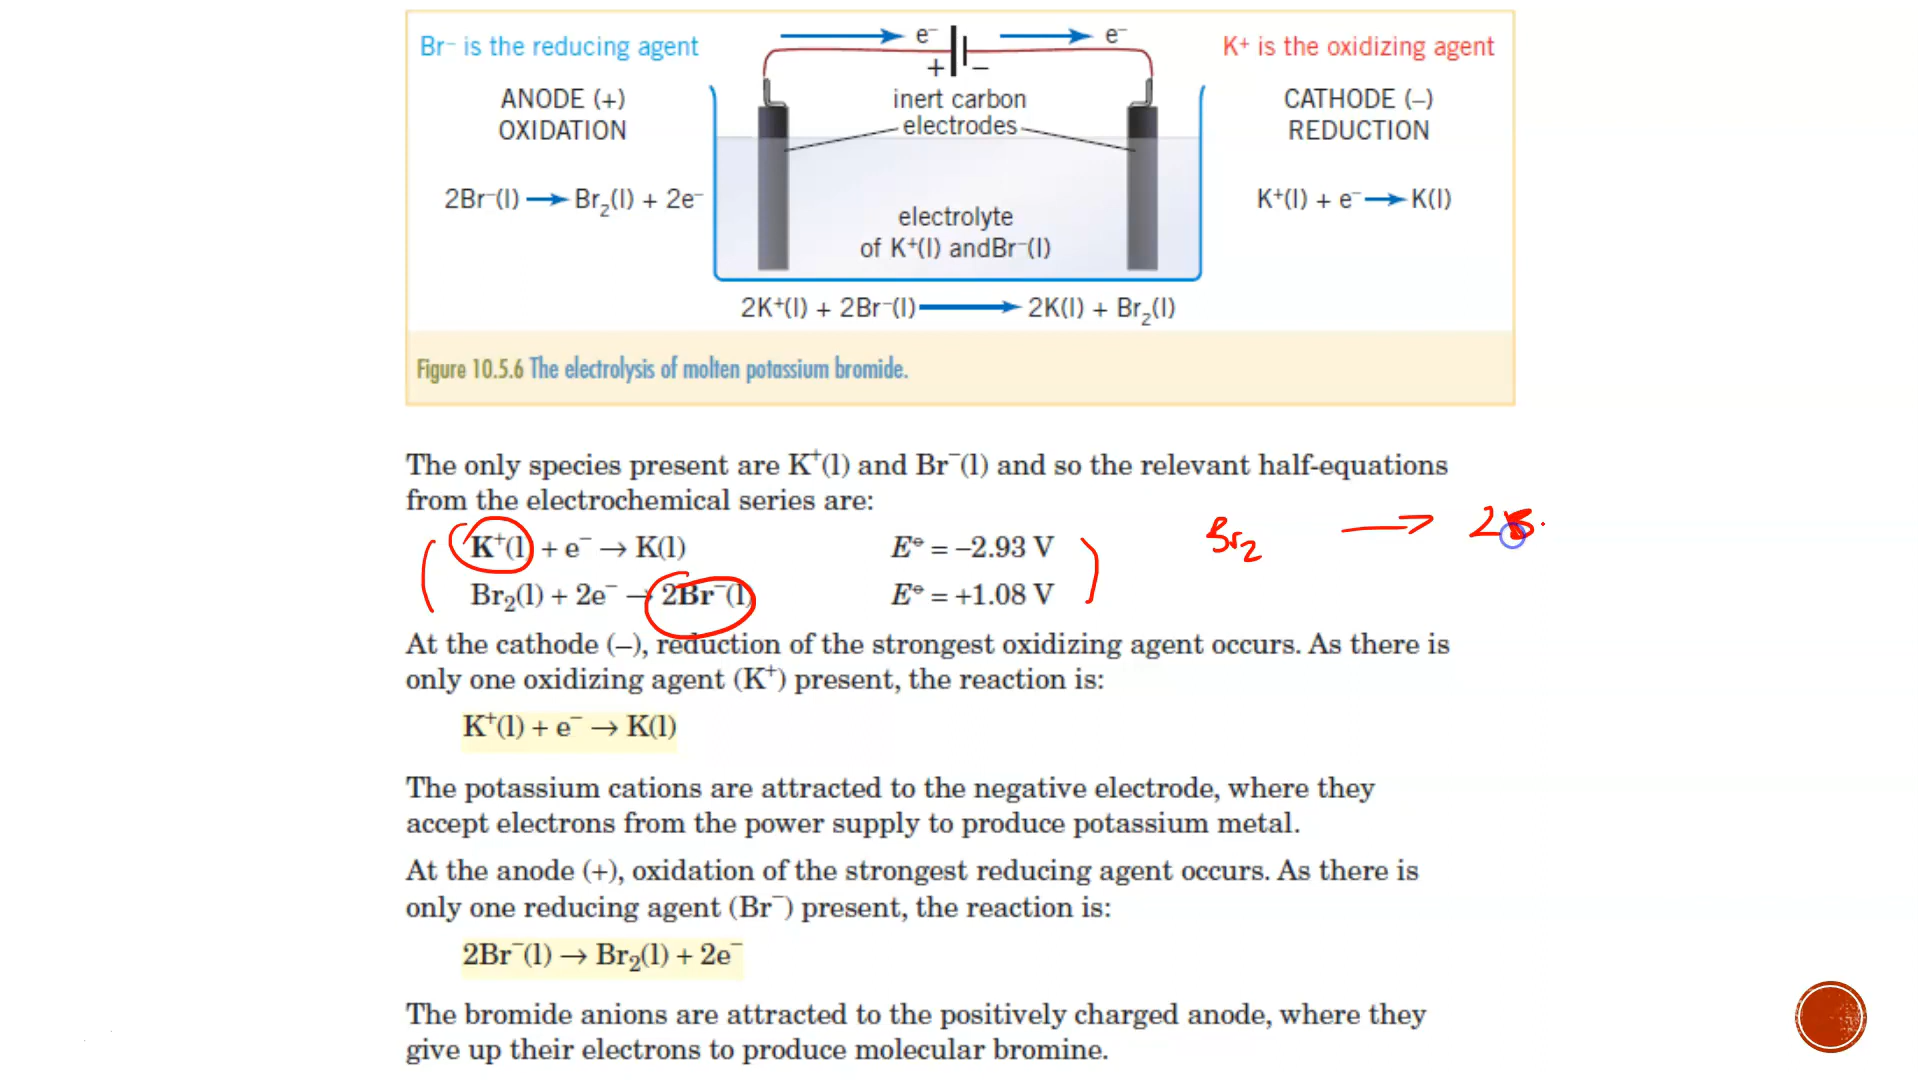 Br⁻ is the reducing agent
e⁻
e⁻
K⁺ is the oxidizing agent
+
–
ANODE (+)
OXIDATION
inert carbon
electrodes
CATHODE (–)
REDUCTION
2Br⁻(l) → Br₂(l) + 2e⁻
K⁺(l) + e⁻ → K(l)
electrolyte
of K⁺(l) andBr⁻(l)
2K⁺(l) + 2Br⁻(l) → 2K(l) + Br₂(l)
Figure 10.5.6 The electrolysis of molten potassium bromide.
The only species present are K⁺(l) and Br⁻(l) and so the relevant half-equations
from the electrochemical series are:
K⁺(l) + e⁻ → K(l) E⊖ = –2.93 V
Br₂(l) + 2e⁻ → 2Br⁻(l) E⊖ = +1.08 V
Br₂ → 2B
At the cathode (–), reduction of the strongest oxidizing agent occurs. As there is
only one oxidizing agent (K⁺) present, the reaction is:
K⁺(l) + e⁻ → K(l)
The potassium cations are attracted to the negative electrode, where they
accept electrons from the power supply to produce potassium metal.
At the anode (+), oxidation of the strongest reducing agent occurs. As there is
only one reducing agent (Br⁻) present, the reaction is:
2Br⁻(l) → Br₂(l) + 2e⁻
The bromide anions are attracted to the positively charged anode, where they
give up their electrons to produce molecular bromine.